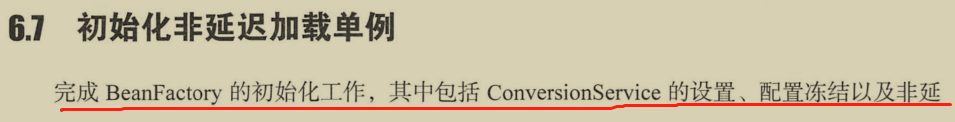 6.7 初始化非延迟加载单例
完成 BeanFactory 的初始化工作，其中包括 ConversionService 的设置、配置冻结以及非延